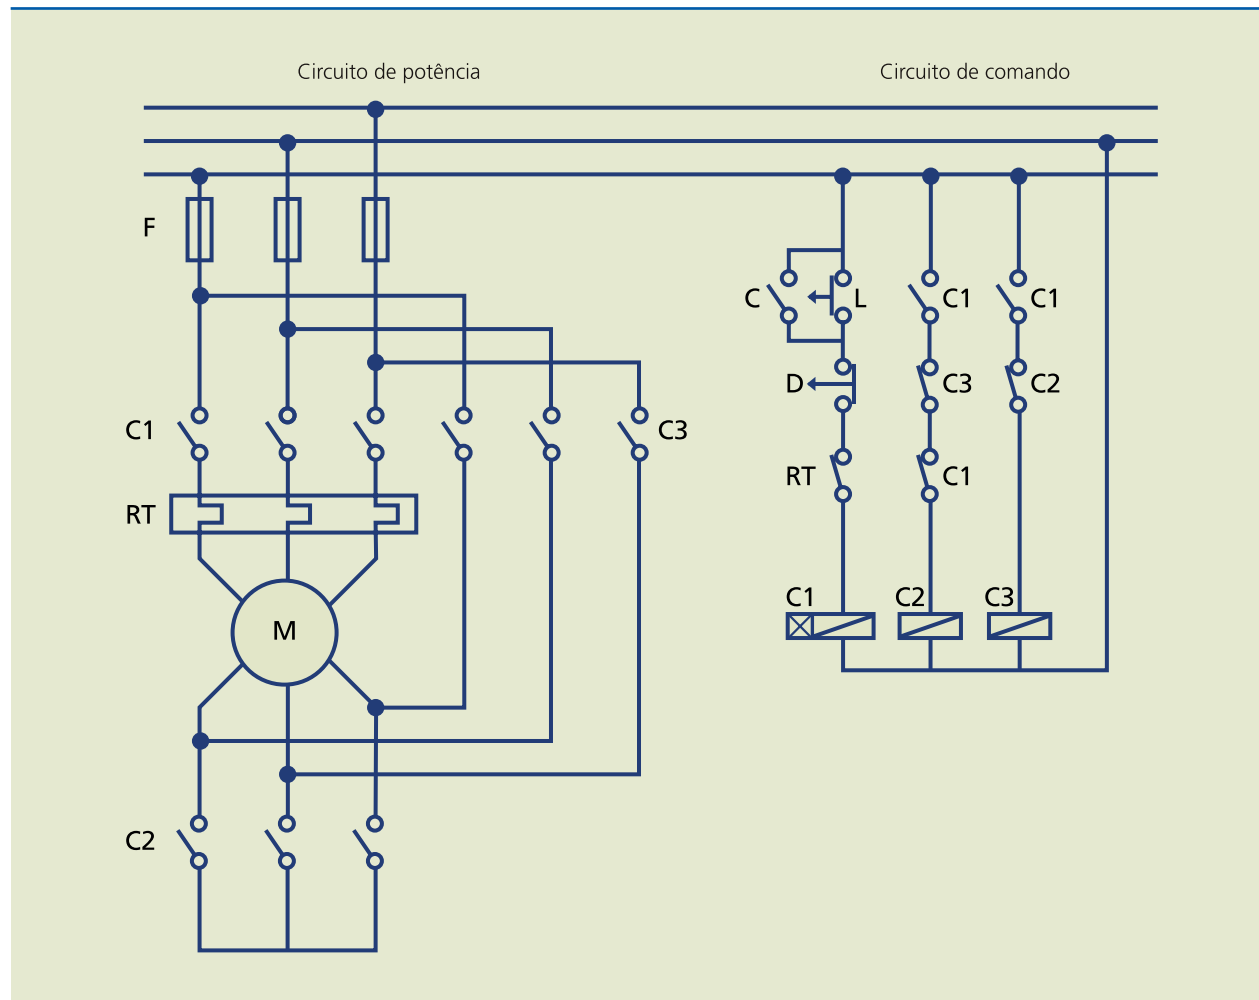 Circuito de potência
Circuito de comando
F
C1
C3
RT
M
C2
C
L
C1
C1
D
C3
C2
RT
C1
C1
C2
C3